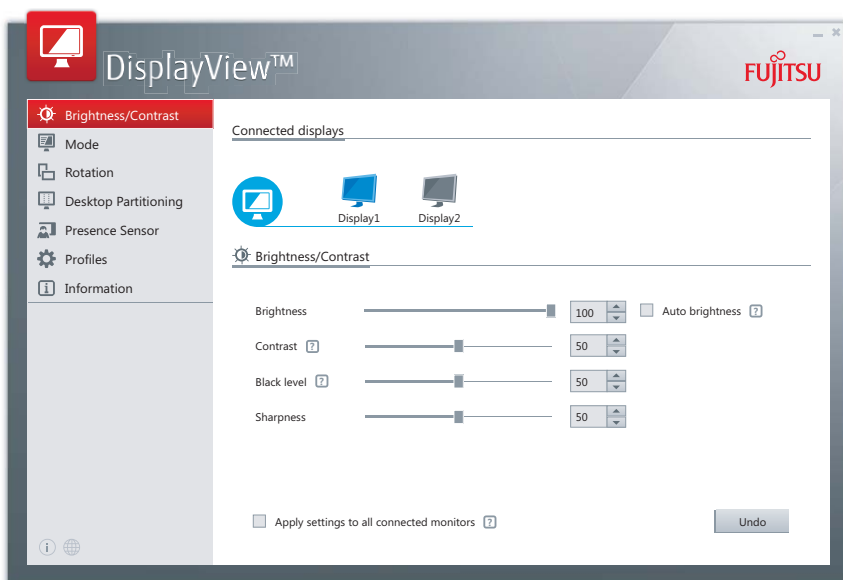 DisplayView™
FUJITSU
Brightness/Contrast
Mode
Rotation
Desktop Partitioning
Presence Sensor
Profiles
Information
Connected displays
Display1 Display2
Brightness/Contrast
Brightness 100 Auto brightness ?
Contrast ? 50
Black level ? 50
Sharpness 50
Apply settings to all connected monitors ? Undo